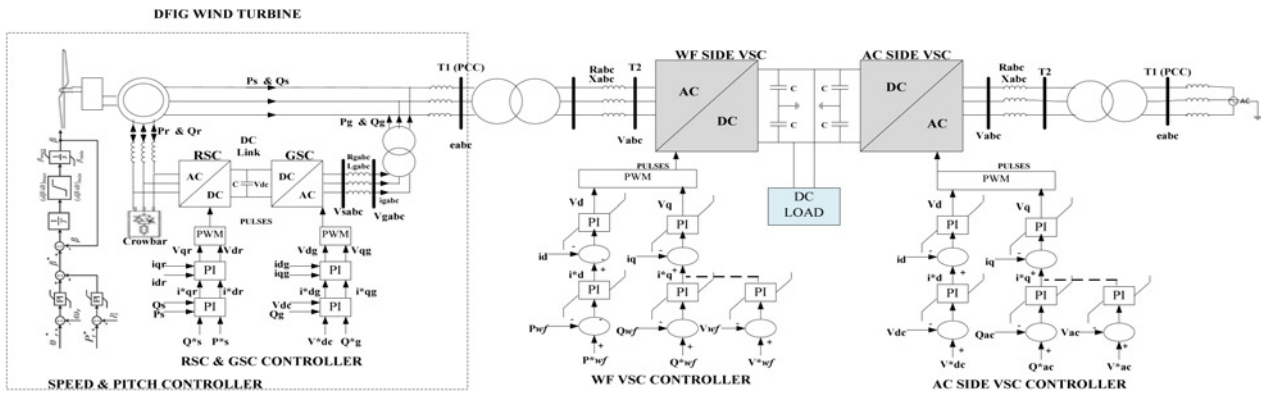 DFIG WIND TURBINE
WF SIDE VSC
AC SIDE VSC
Ps & Qs
T1 (PCC)
Rabc
Xabc
T2
AC
DC
C
C
C
C
DC
AC
Rabc
Xabc
T2
T1 (PCC)
AC
Pr & Qr
Pg & Qg
eabc
Vabc
Vabc
eabc
RSC
DC
Link
GSC
Rgabc
Lgabc
AC
DC
C
Vdc
DC
AC
igabc
Vsabc
Vgabc
Crowbar
PULSES
PWM
PWM
Vqr
Vdr
Vdg
Vqg
iqr
idr
PI
idg
iqg
PI
i*qr
i*dr
i*dg
i*qg
Qs
Ps
PI
Vdc
Qg
PI
Q*s
P*s
V*dc
Q*g
RSC & GSC CONTROLLER
SPEED & PITCH CONTROLLER
PI
PI
β
β*
PULSES
PWM
Vd
Vq
PI
PI
id
iq
i*d
i*q
PI
PI
PI
Pwf
Qwf
Vwf
P*wf
Q*wf
V*wf
WF VSC CONTROLLER
DC
LOAD
PULSES
PWM
Vd
Vq
PI
PI
id
iq
i*d
i*q
PI
PI
PI
Vdc
Qac
Vac
V*dc
Q*ac
V*ac
AC SIDE VSC CONTROLLER